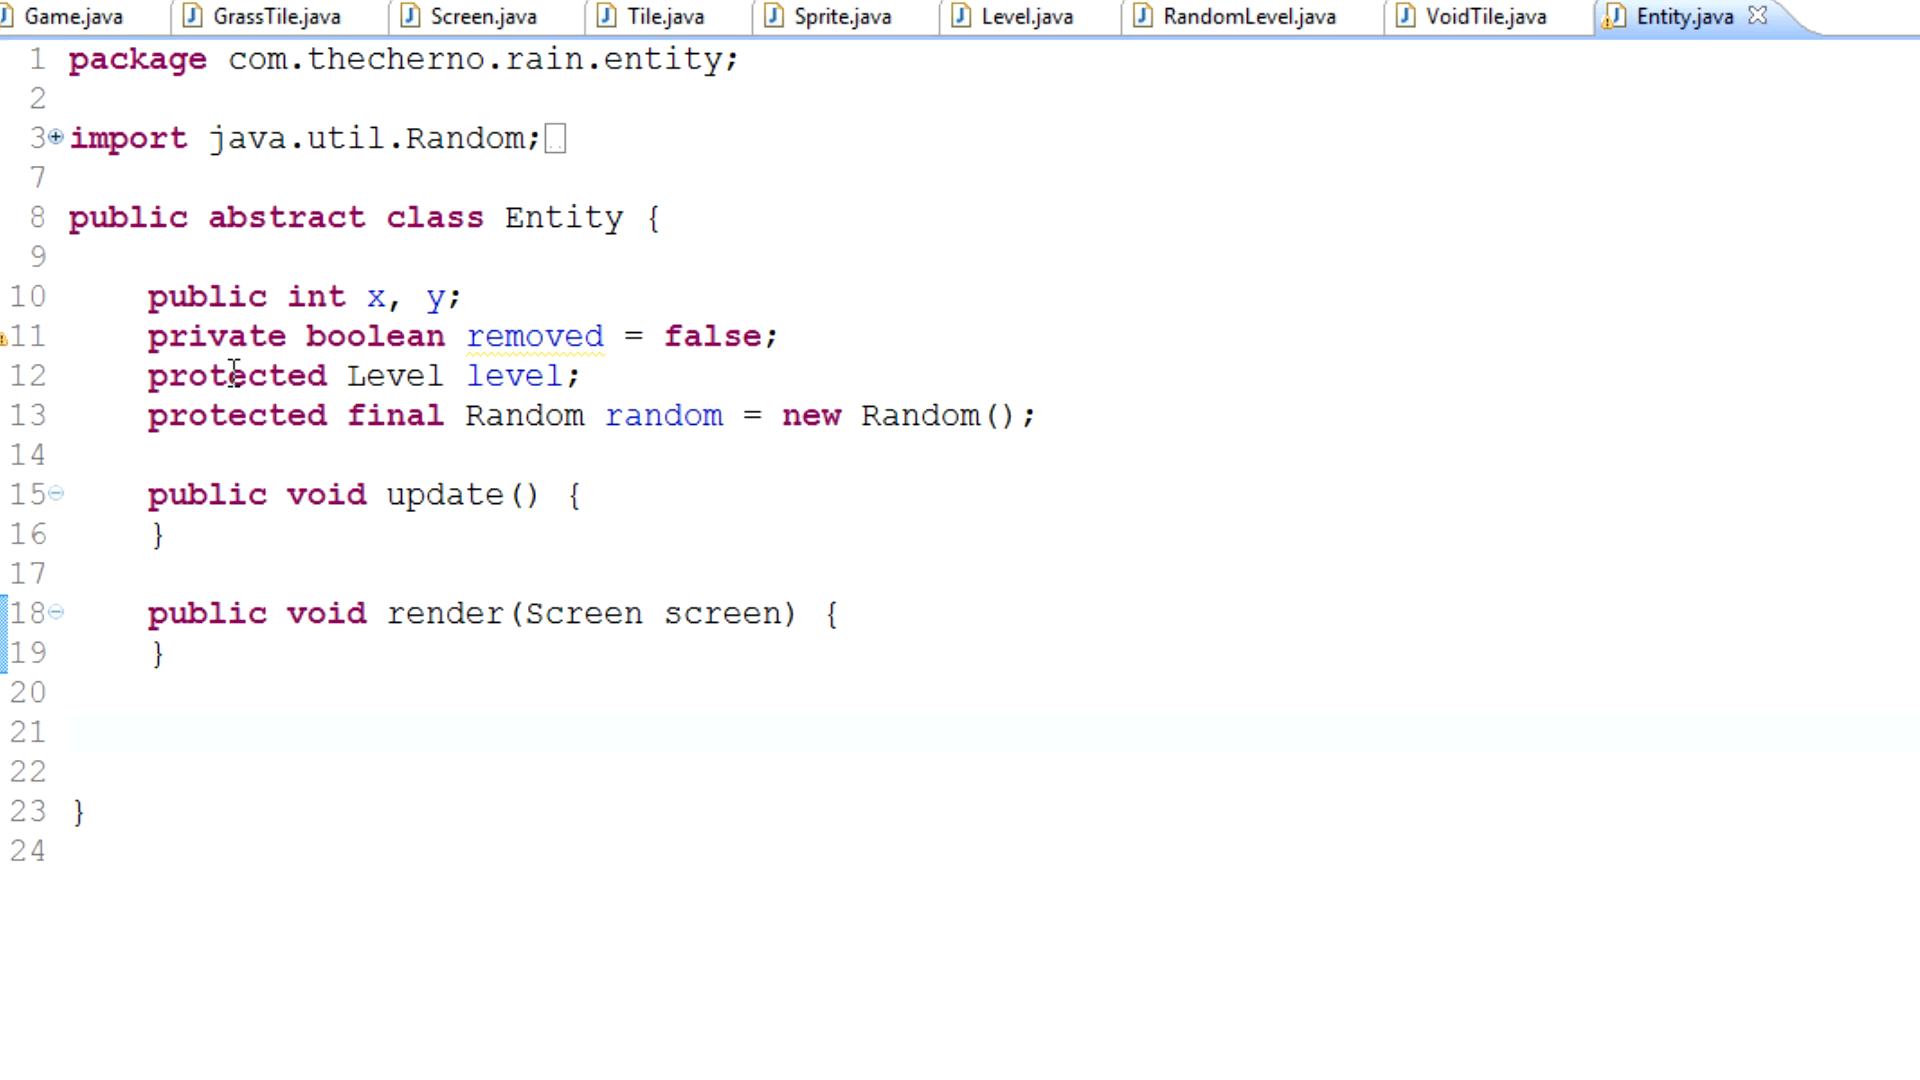 Game.java GrassTile.java Screen.java Tile.java Sprite.java Level.java RandomLevel.java VoidTile.java Entity.java
1 package com.thecherno.rain.entity;
2
3 import java.util.Random;
7
8 public abstract class Entity {
9
10 public int x, y;
11 private boolean removed = false;
12 protected Level level;
13 protected final Random random = new Random();
14
15 public void update() {
16 }
17
18 public void render(Screen screen) {
19 }
20
21
22
23 }
24